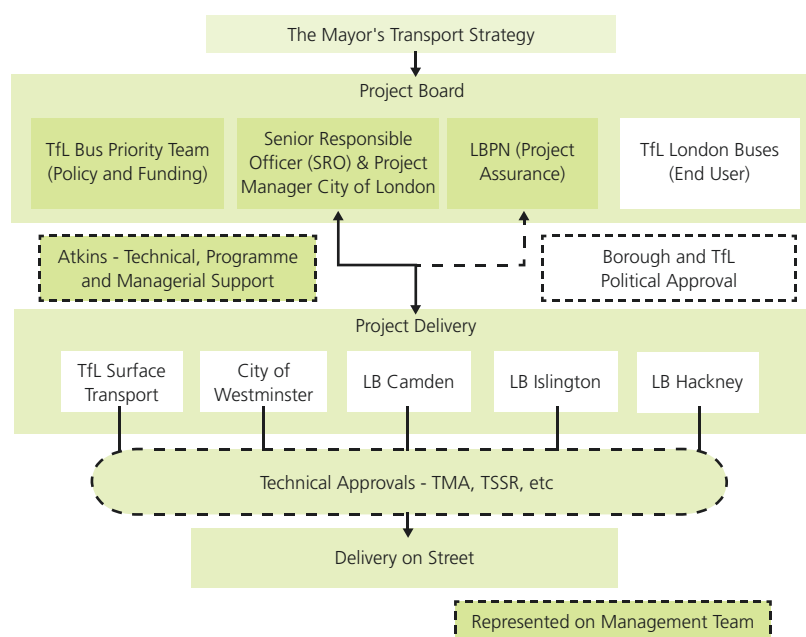 The Mayor's Transport Strategy
Project Board
TfL Bus Priority Team
(Policy and Funding)
Senior Responsible
Officer (SRO) & Project
Manager City of London
LBPN (Project
Assurance)
TfL London Buses
(End User)
Atkins - Technical, Programme
and Managerial Support
Borough and TfL
Political Approval
Project Delivery
TfL Surface
Transport
City of
Westminster
LB Camden
LB Islington
LB Hackney
Technical Approvals - TMA, TSSR, etc
Delivery on Street
Represented on Management Team